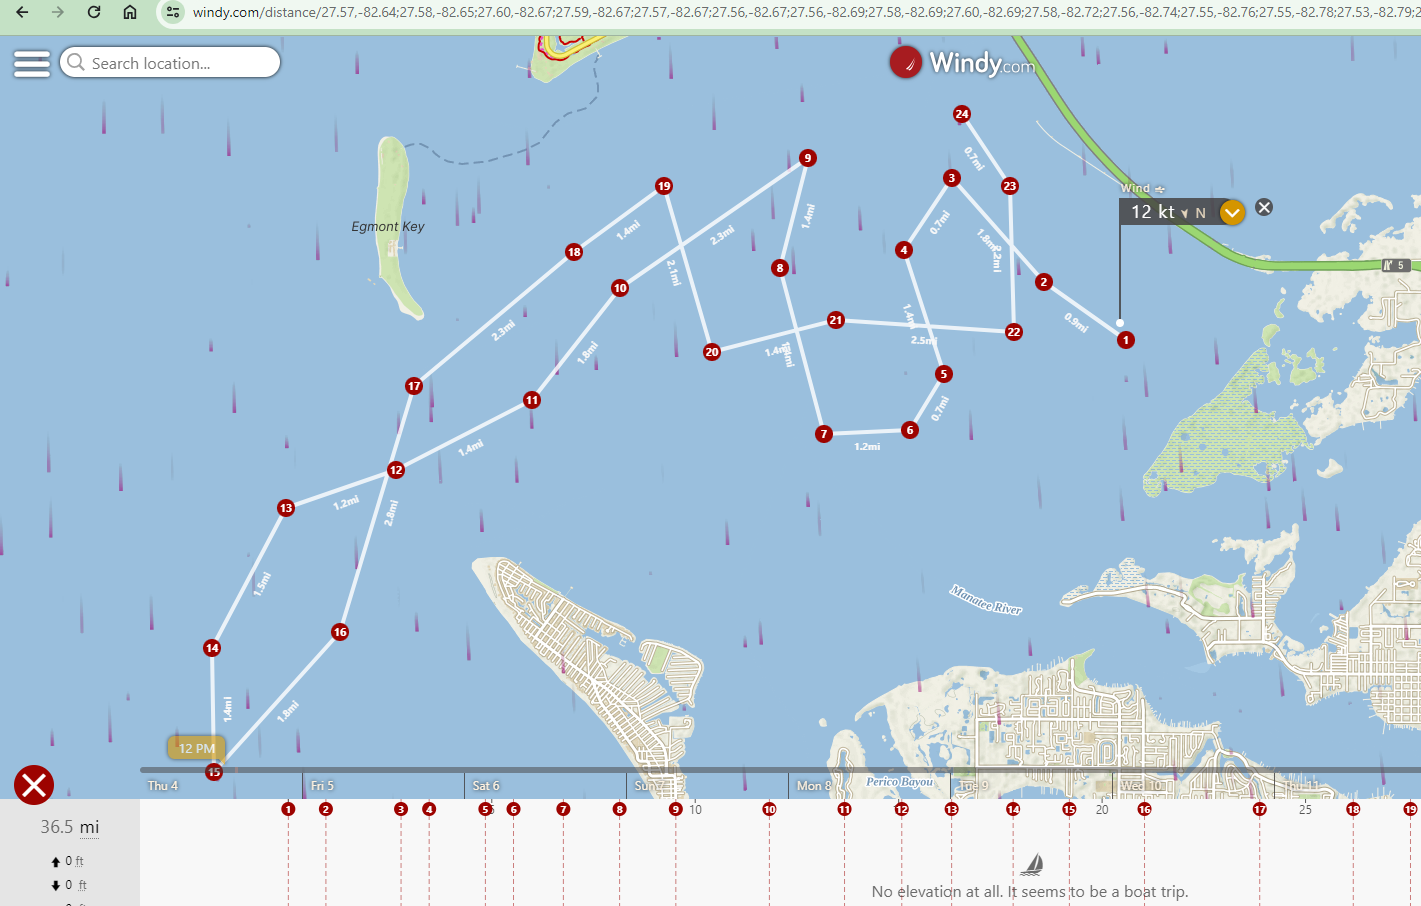 windy.com/distance/27.57,-82.64;27.58,-82.65;27.60,-82.67;27.59,-82.67;27.57,-82.67;27.56,-82.67;27.56,-82.69;27.58,-82.69;27.60,-82.69;27.58,-82.72;27.56,-82.74;27.55,-82.76;27.55,-82.78;27.53,-82.79;2
Search location...
Windy.com
24
0.7mi
9
3
23
19
Wind
12 kt N
1.4mi
0.7mi
Egmont Key
1.4mi
2.3mi
1.8mi
2.2mi
18
4
8
5
2.1mi
2
10
21
0.9mi
2.3mi
1.4mi
22
1
2.5mi
1.8mi
20
1.4mi
1.4mi
5
17
11
0.7mi
7
6
1.4mi
1.2mi
12
1.2mi
13
2.8mi
1.5mi
Manatee River
16
14
1.4mi
1.8mi
12 PM
15
Thu 4
Fri 5
Sat 6
Sun
Mon 8
Perico Bayou
Tue 9
Wed 10
Thu 11
1
2
3
4
5
6
7
8
9
10
10
11
12
13
14
20
15
16
17
25
18
19
36.5 mi
0 ft
0 ft
No elevation at all. It seems to be a boat trip.